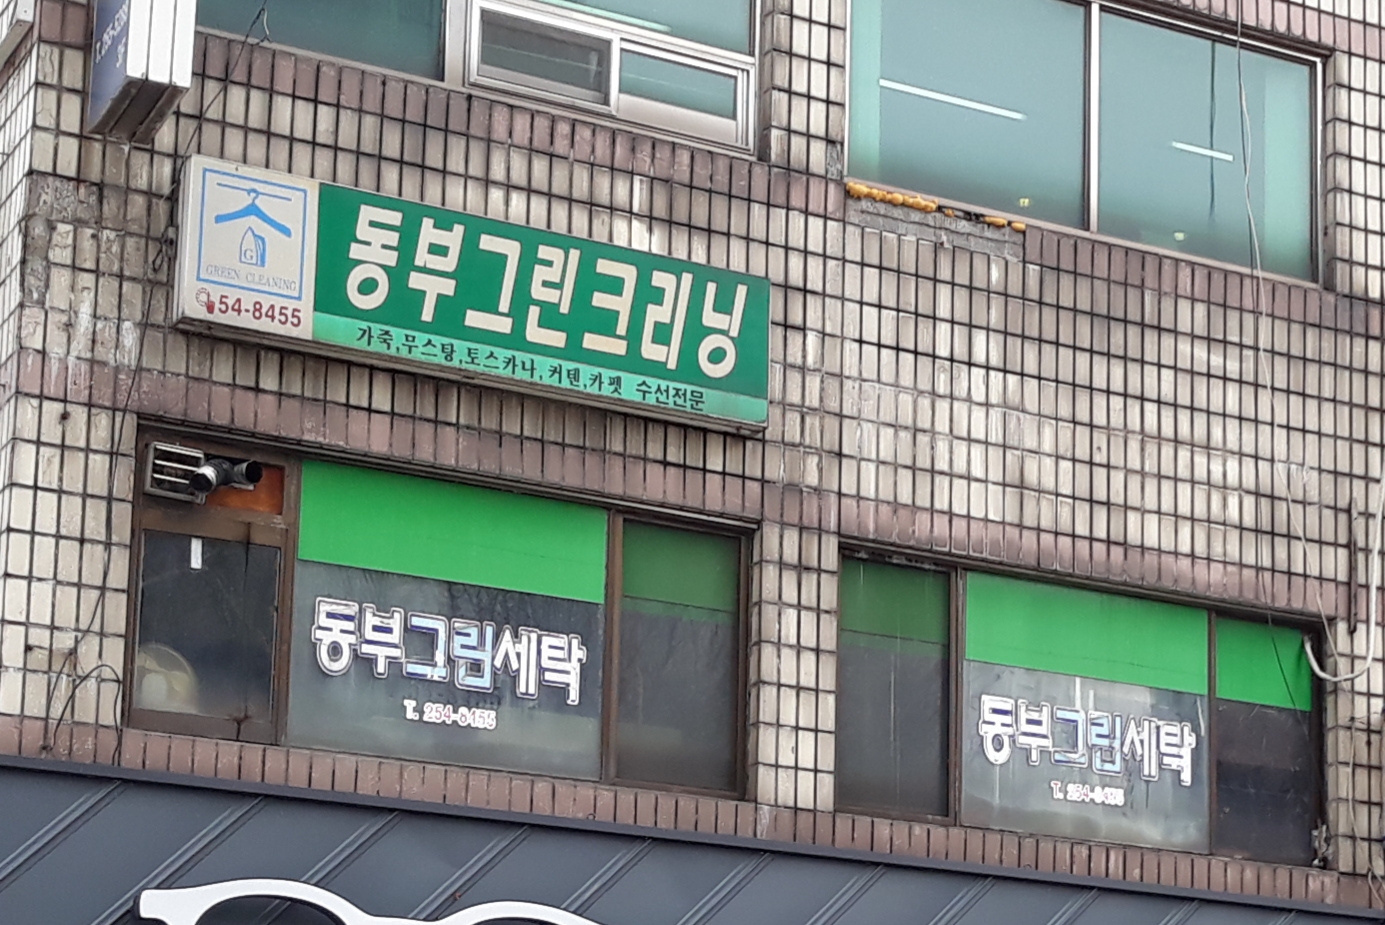 GREEN CLEANING
54-8455
동부그린크리닝
가죽,무스탕,토스카나,커텐,카펫 수선전문
동부그린세탁
T. 254-8455
동부그린세탁
T. 254-8455